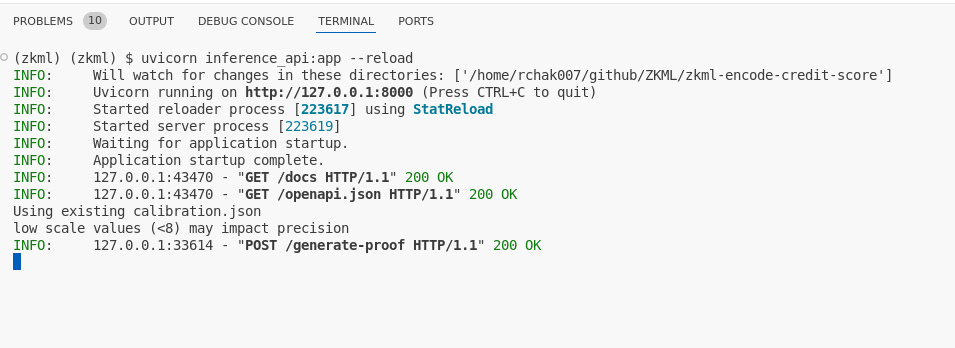 PROBLEMS 10 OUTPUT DEBUG CONSOLE TERMINAL PORTS
(zkml) (zkml) $ uvicorn inference_api:app --reload
INFO:     Will watch for changes in these directories: ['/home/rchak007/github/ZKML/zkml-encode-credit-score']
INFO:     Uvicorn running on http://127.0.0.1:8000 (Press CTRL+C to quit)
INFO:     Started reloader process [223617] using StatReload
INFO:     Started server process [223619]
INFO:     Waiting for application startup.
INFO:     Application startup complete.
INFO:     127.0.0.1:43470 - "GET /docs HTTP/1.1" 200 OK
INFO:     127.0.0.1:43470 - "GET /openapi.json HTTP/1.1" 200 OK
Using existing calibration.json
low scale values (<8) may impact precision
INFO:     127.0.0.1:33614 - "POST /generate-proof HTTP/1.1" 200 OK